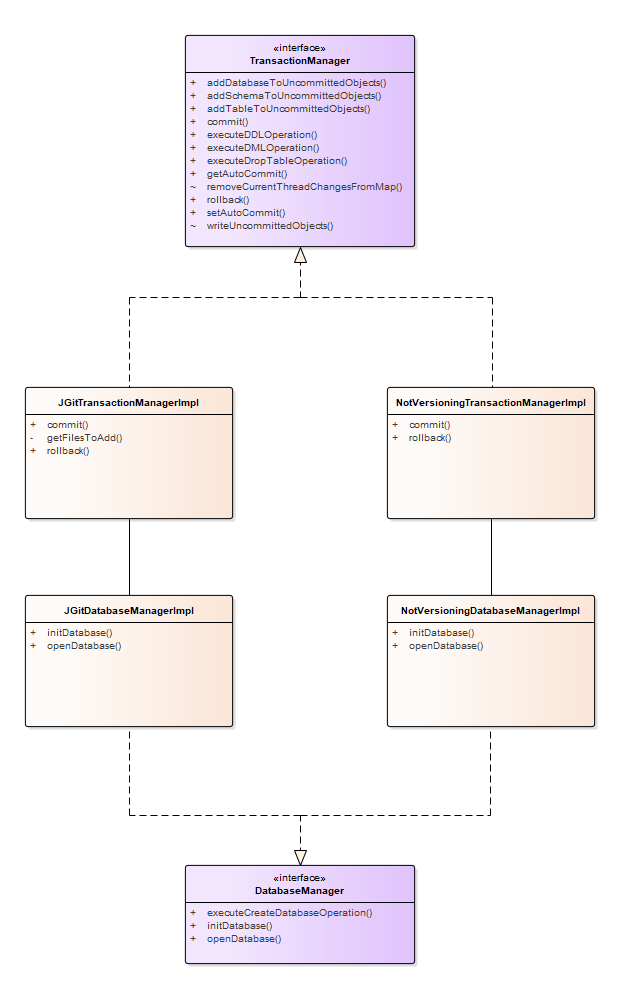 «interface»
TransactionManager
+ addDatabaseToUncommittedObjects()
+ addSchemaToUncommittedObjects()
+ addTableToUncommittedObjects()
+ commit()
+ executeDDLOperation()
+ executeDMLOperation()
+ executeDropTableOperation()
+ getAutoCommit()
~ removeCurrentThreadChangesFromMap()
+ rollback()
+ setAutoCommit()
~ writeUncommittedObjects()
JGitTransactionManagerImpl
+ commit()
- getFilesToAdd()
+ rollback()
NotVersioningTransactionManagerImpl
+ commit()
+ rollback()
JGitDatabaseManagerImpl
+ initDatabase()
+ openDatabase()
NotVersioningDatabaseManagerImpl
+ initDatabase()
+ openDatabase()
«interface»
DatabaseManager
+ executeCreateDatabaseOperation()
+ initDatabase()
+ openDatabase()